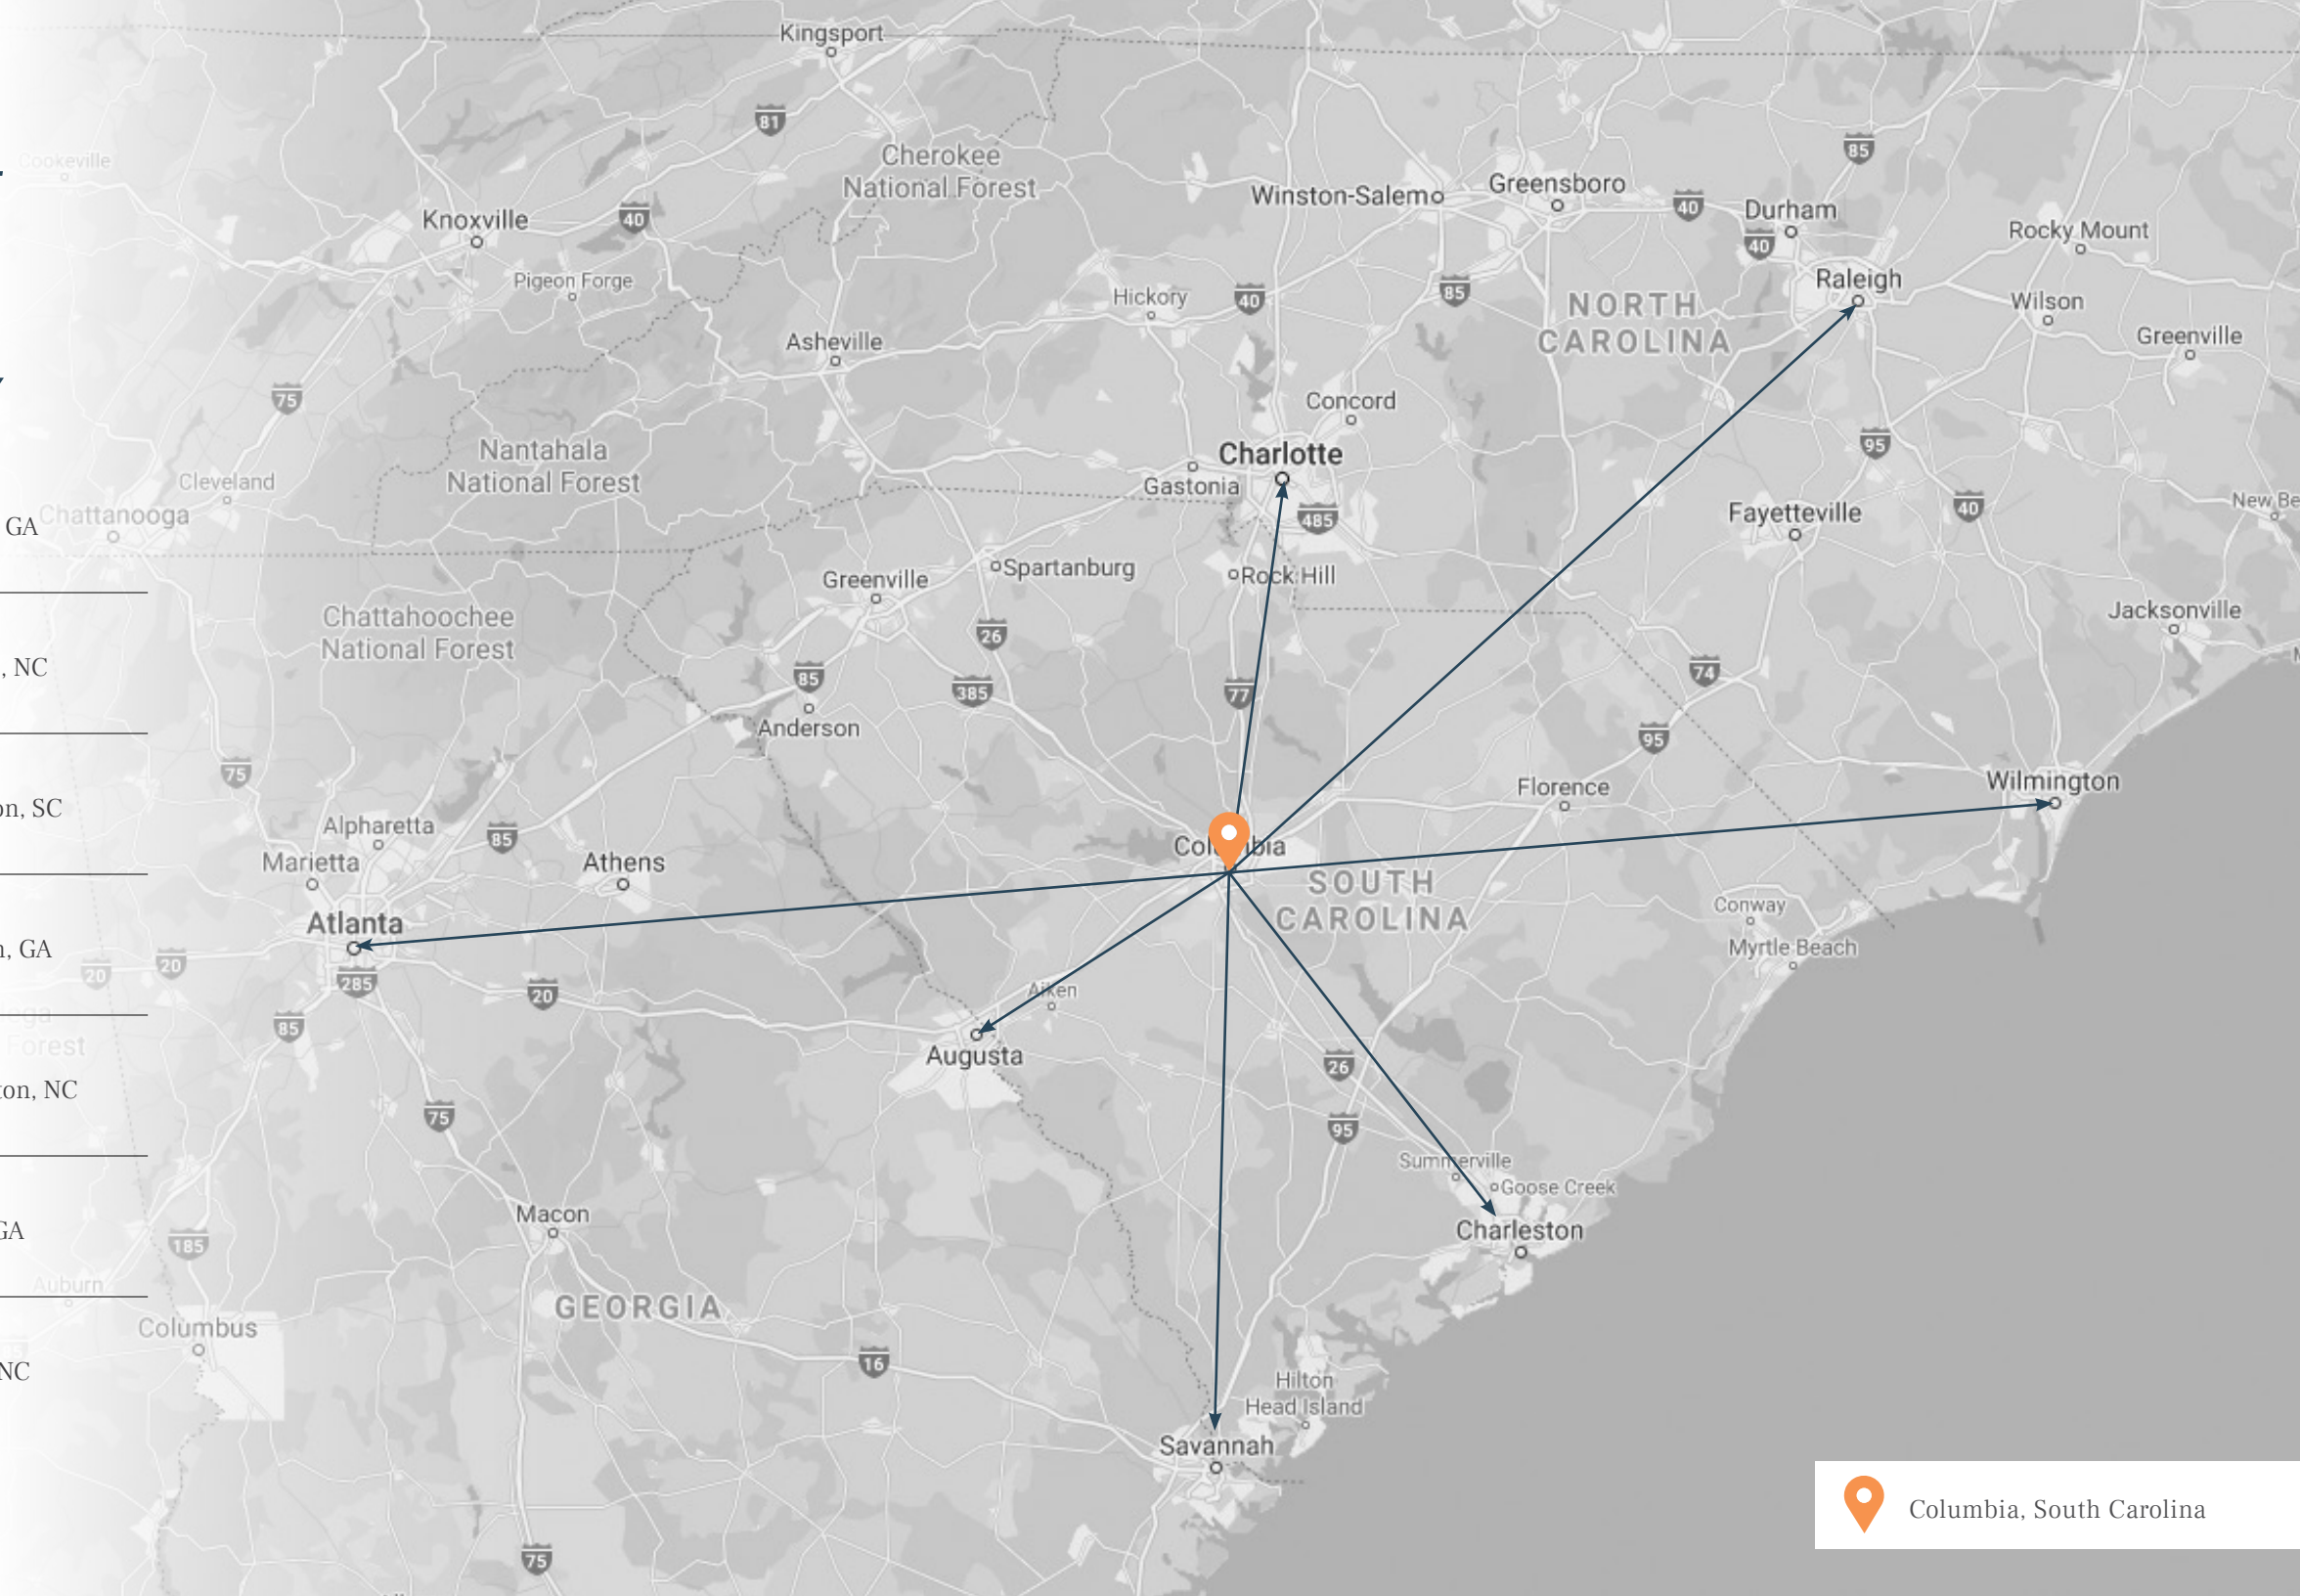 Kingsport
81
Cherokee
National Forest
85
Cookeville
Winston-Salem
Greensboro
40
Durham
40
Knoxville
40
Rocky Mount
Raleigh
Pigeon Forge
Hickory
40
85
NORTH
CAROLINA
Wilson
Greenville
Asheville
75
Concord
95
Charlotte
Nantahala
National Forest
Gastonia
Cleveland
New Be
40
Fayetteville
485
Chattanooga
GA
Spartanburg
Rock Hill
Greenville
Jacksonville
Chattahoochee
National Forest
26
, NC
85
385
77
74
Anderson
95
75
Wilmington
Florence
on, SC
Alpharetta
85
Columbia
Marietta
Athens
SOUTH
CAROLINA
Conway
Atlanta
Myrtle Beach
n, GA
20
20
285
20
Aiken
ega
Forest
85
Augusta
26
ton, NC
75
95
Summerville
Goose Creek
Macon
Charleston
GA
185
Auburn
GEORGIA
Columbus
85
16
NC
Hilton
Head Island
Savannah
Columbia, South Carolina
75